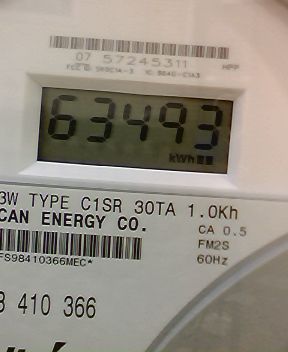 07 57245311
HPP
63493
kWh
3W TYPE C1SR 30TA 1.0Kh
CAN ENERGY CO.
CA 0.5
FM2S
60Hz
FS98410366MEC*
410 366